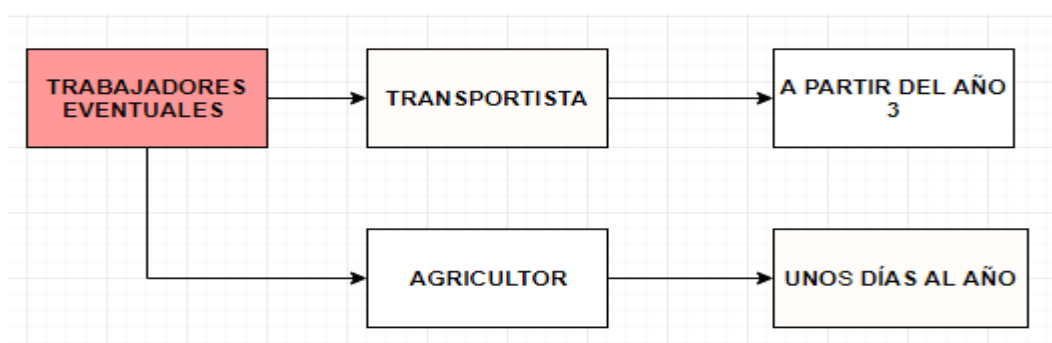 TRABAJADORES
EVENTUALES
TRANSPORTISTA
A PARTIR DEL AÑO
3
AGRICULTOR
UNOS DÍAS AL AÑO